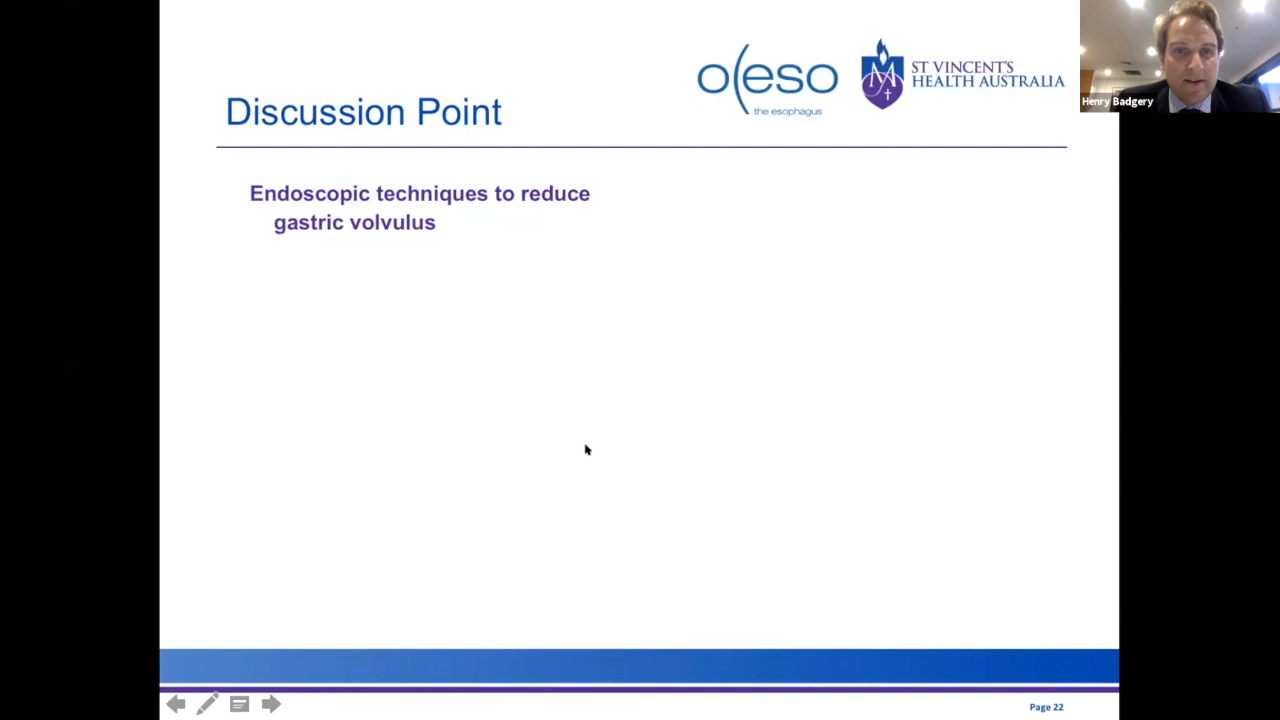 oeso
the esophagus
ST VINCENT'S
HEALTH AUSTRALIA
Henry Badgery
Discussion Point
Endoscopic techniques to reduce
gastric volvulus
Page 22